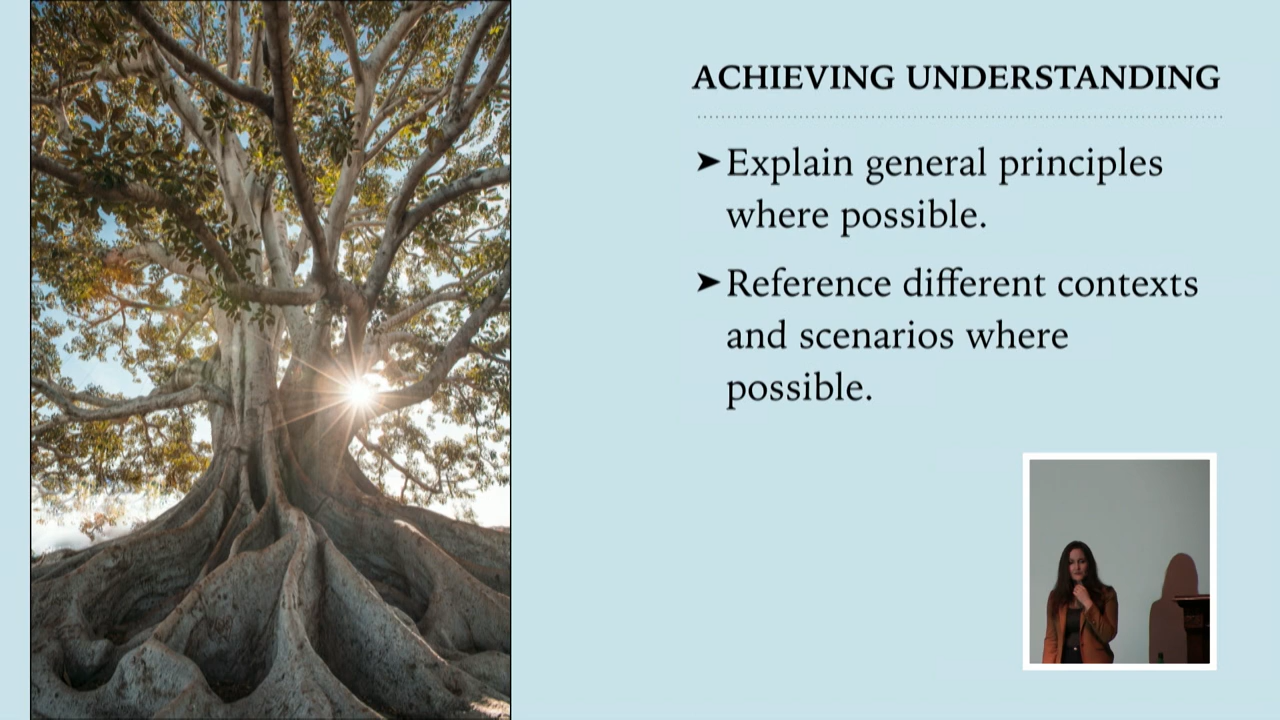 ACHIEVING UNDERSTANDING
➤ Explain general principles
where possible.
➤ Reference different contexts
and scenarios where
possible.